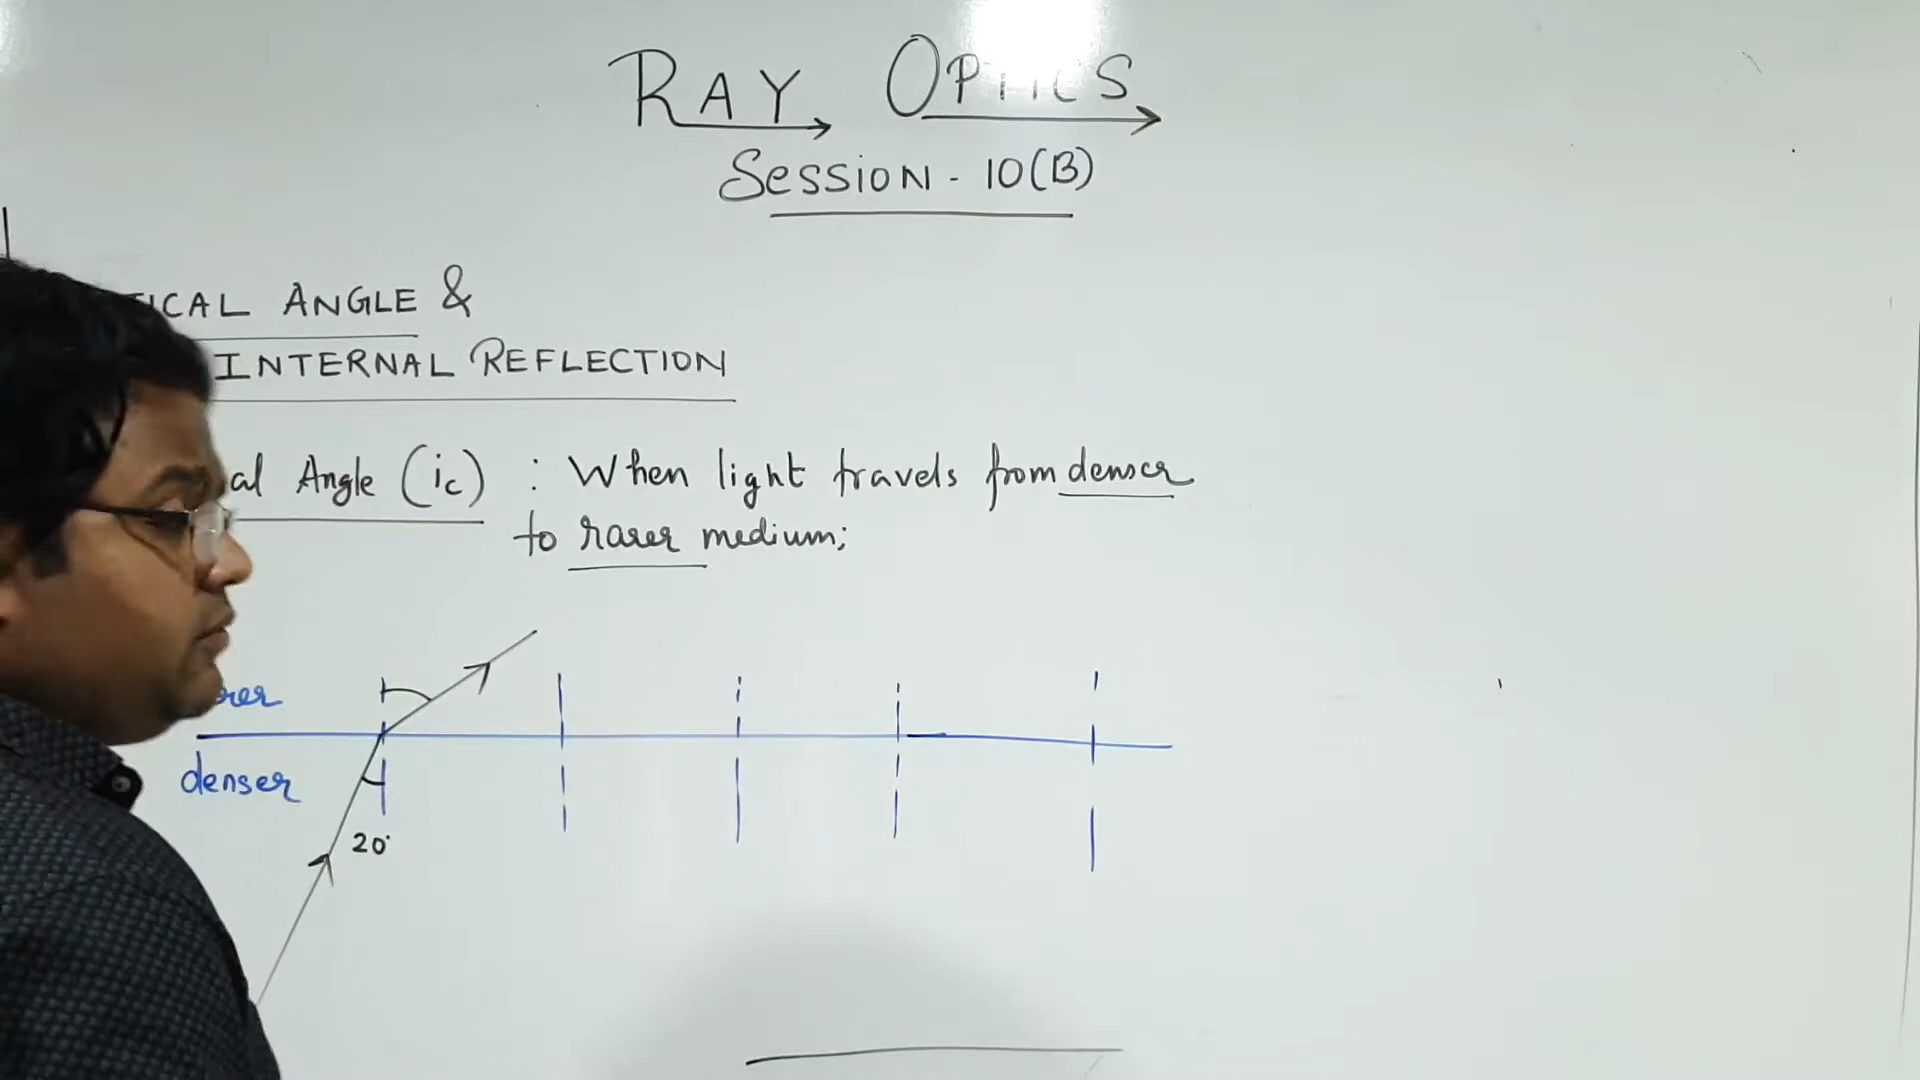 RAY OPTICS
SESSION - 10(B)
ICAL ANGLE &
INTERNAL REFLECTION
al Angle (ic) : When light travels from denser
to rarer medium;
rer
denser
20°